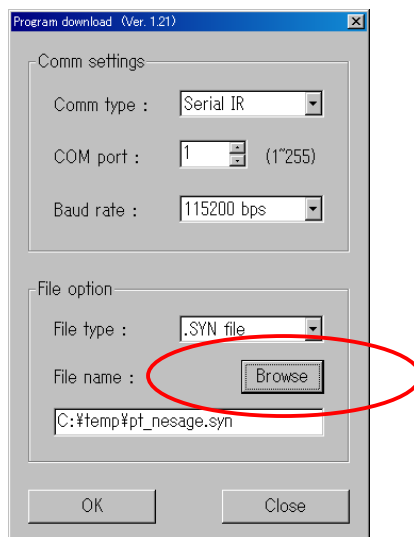 Program download (Ver. 1.21)
Comm settings
Comm type : Serial IR
COM port : 1 (1~255)
Baud rate : 115200 bps
File option
File type : .SYN file
File name : Browse
C:¥temp¥pt_nesage.syn
OK Close